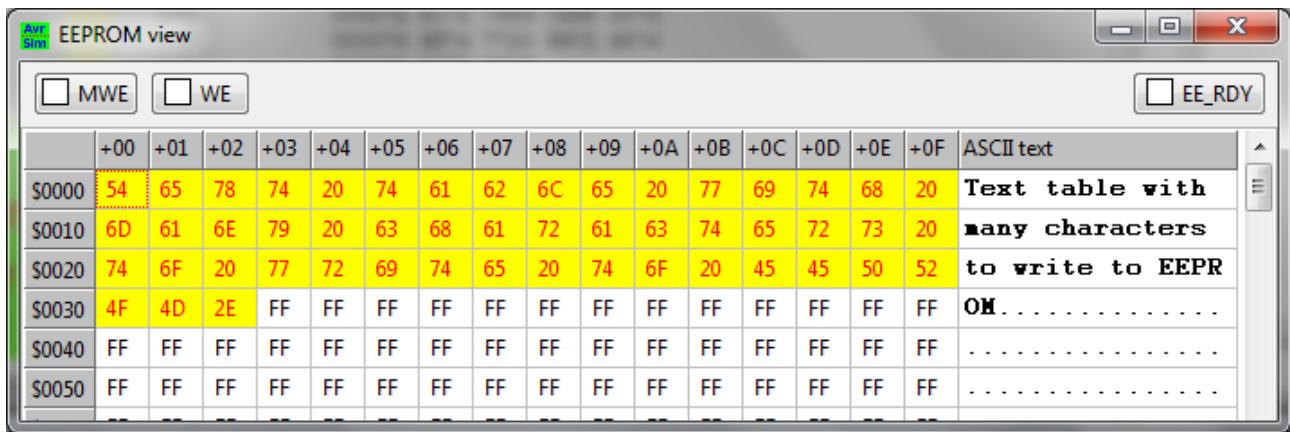 Avr Sim EEPROM view
MWE WE EE_RDY
+00 +01 +02 +03 +04 +05 +06 +07 +08 +09 +0A +0B +0C +0D +0E +0F ASCII text
$0000 54 65 78 74 20 74 61 62 6C 65 20 77 69 74 68 20 Text table with
$0010 6D 61 6E 79 20 63 68 61 72 61 63 74 65 72 73 20 many characters
$0020 74 6F 20 77 72 69 74 65 20 74 6F 20 45 45 50 52 to write to EEPR
$0030 4F 4D 2E FF FF FF FF FF FF FF FF FF FF FF FF FF OM..............
$0040 FF FF FF FF FF FF FF FF FF FF FF FF FF FF FF FF ................
$0050 FF FF FF FF FF FF FF FF FF FF FF FF FF FF FF FF ................